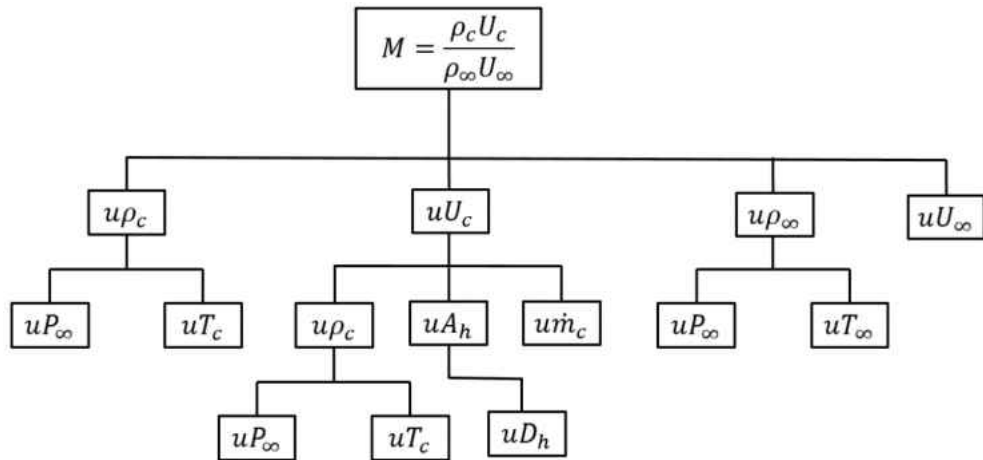 M = ρ_c U_c / ρ_∞ U_∞
uρ_c
uU_c
uρ_∞
uU_∞
uP_∞
uT_c
uρ_c
uA_h
uṁ_c
uP_∞
uT_∞
uP_∞
uT_c
uD_h